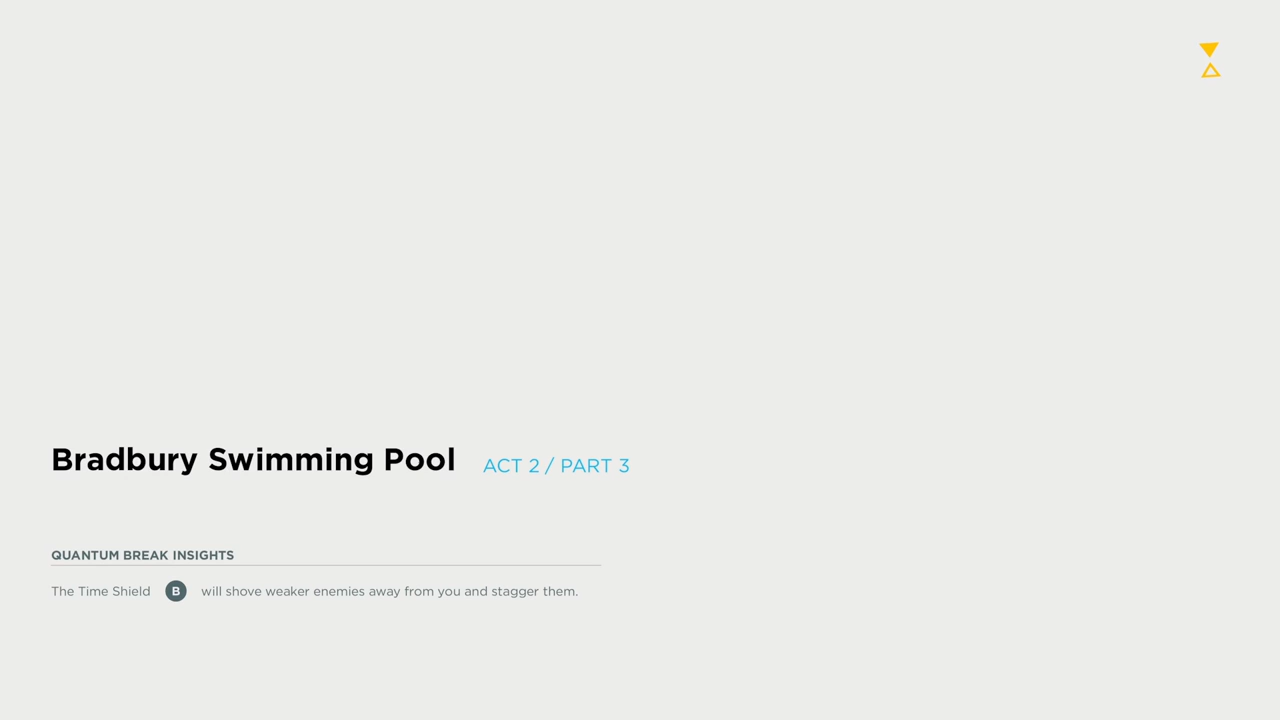 Bradbury Swimming Pool ACT 2 / PART 3
QUANTUM BREAK INSIGHTS
The Time Shield B will shove weaker enemies away from you and stagger them.